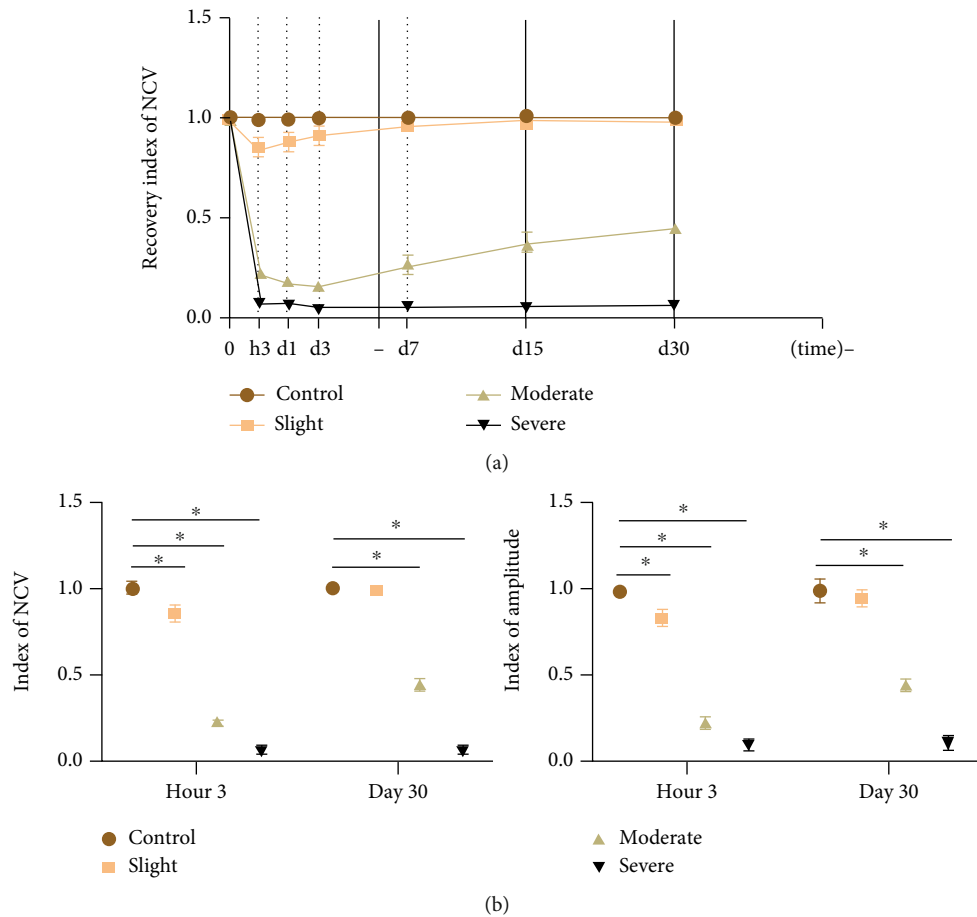 1.5
1.0
0.5
0.0
Recovery index of NCV
0 h3 d1 d3 – d7 d15 d30 (time)–
Control Moderate
Slight Severe
(a)
1.5
1.0
0.5
0.0
Index of NCV
* * * * *
Hour 3 Day 30
1.5
1.0
0.5
0.0
Index of amplitude
* * * * *
Hour 3 Day 30
Control Moderate
Slight Severe
(b)